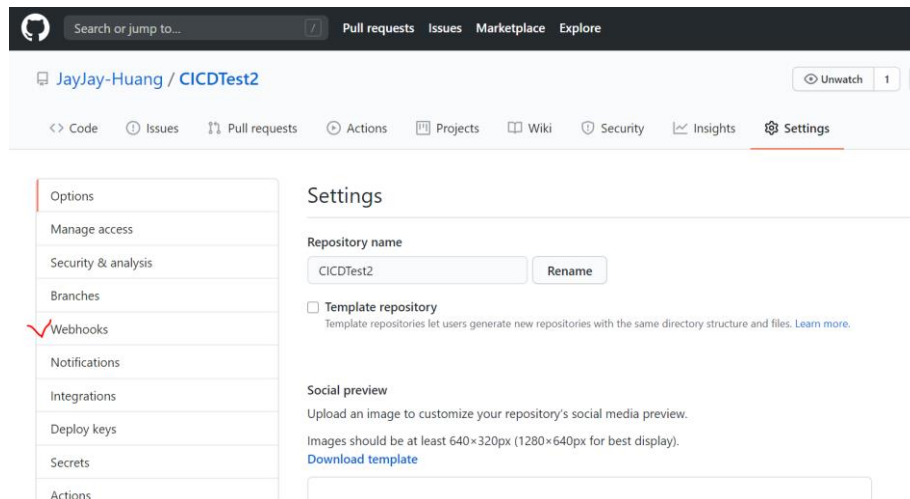 Search or jump to... /
Pull requests Issues Marketplace Explore
JayJay-Huang / CICDTest2
Unwatch 1
<> Code Issues Pull requests Actions Projects Wiki Security Insights Settings
Options
Manage access
Security & analysis
Branches
Webhooks
Notifications
Integrations
Deploy keys
Secrets
Actions
Settings
Repository name
CICDTest2 Rename
Template repository
Template repositories let users generate new repositories with the same directory structure and files. Learn more.
Social preview
Upload an image to customize your repository's social media preview.
Images should be at least 640×320px (1280×640px for best display).
Download template